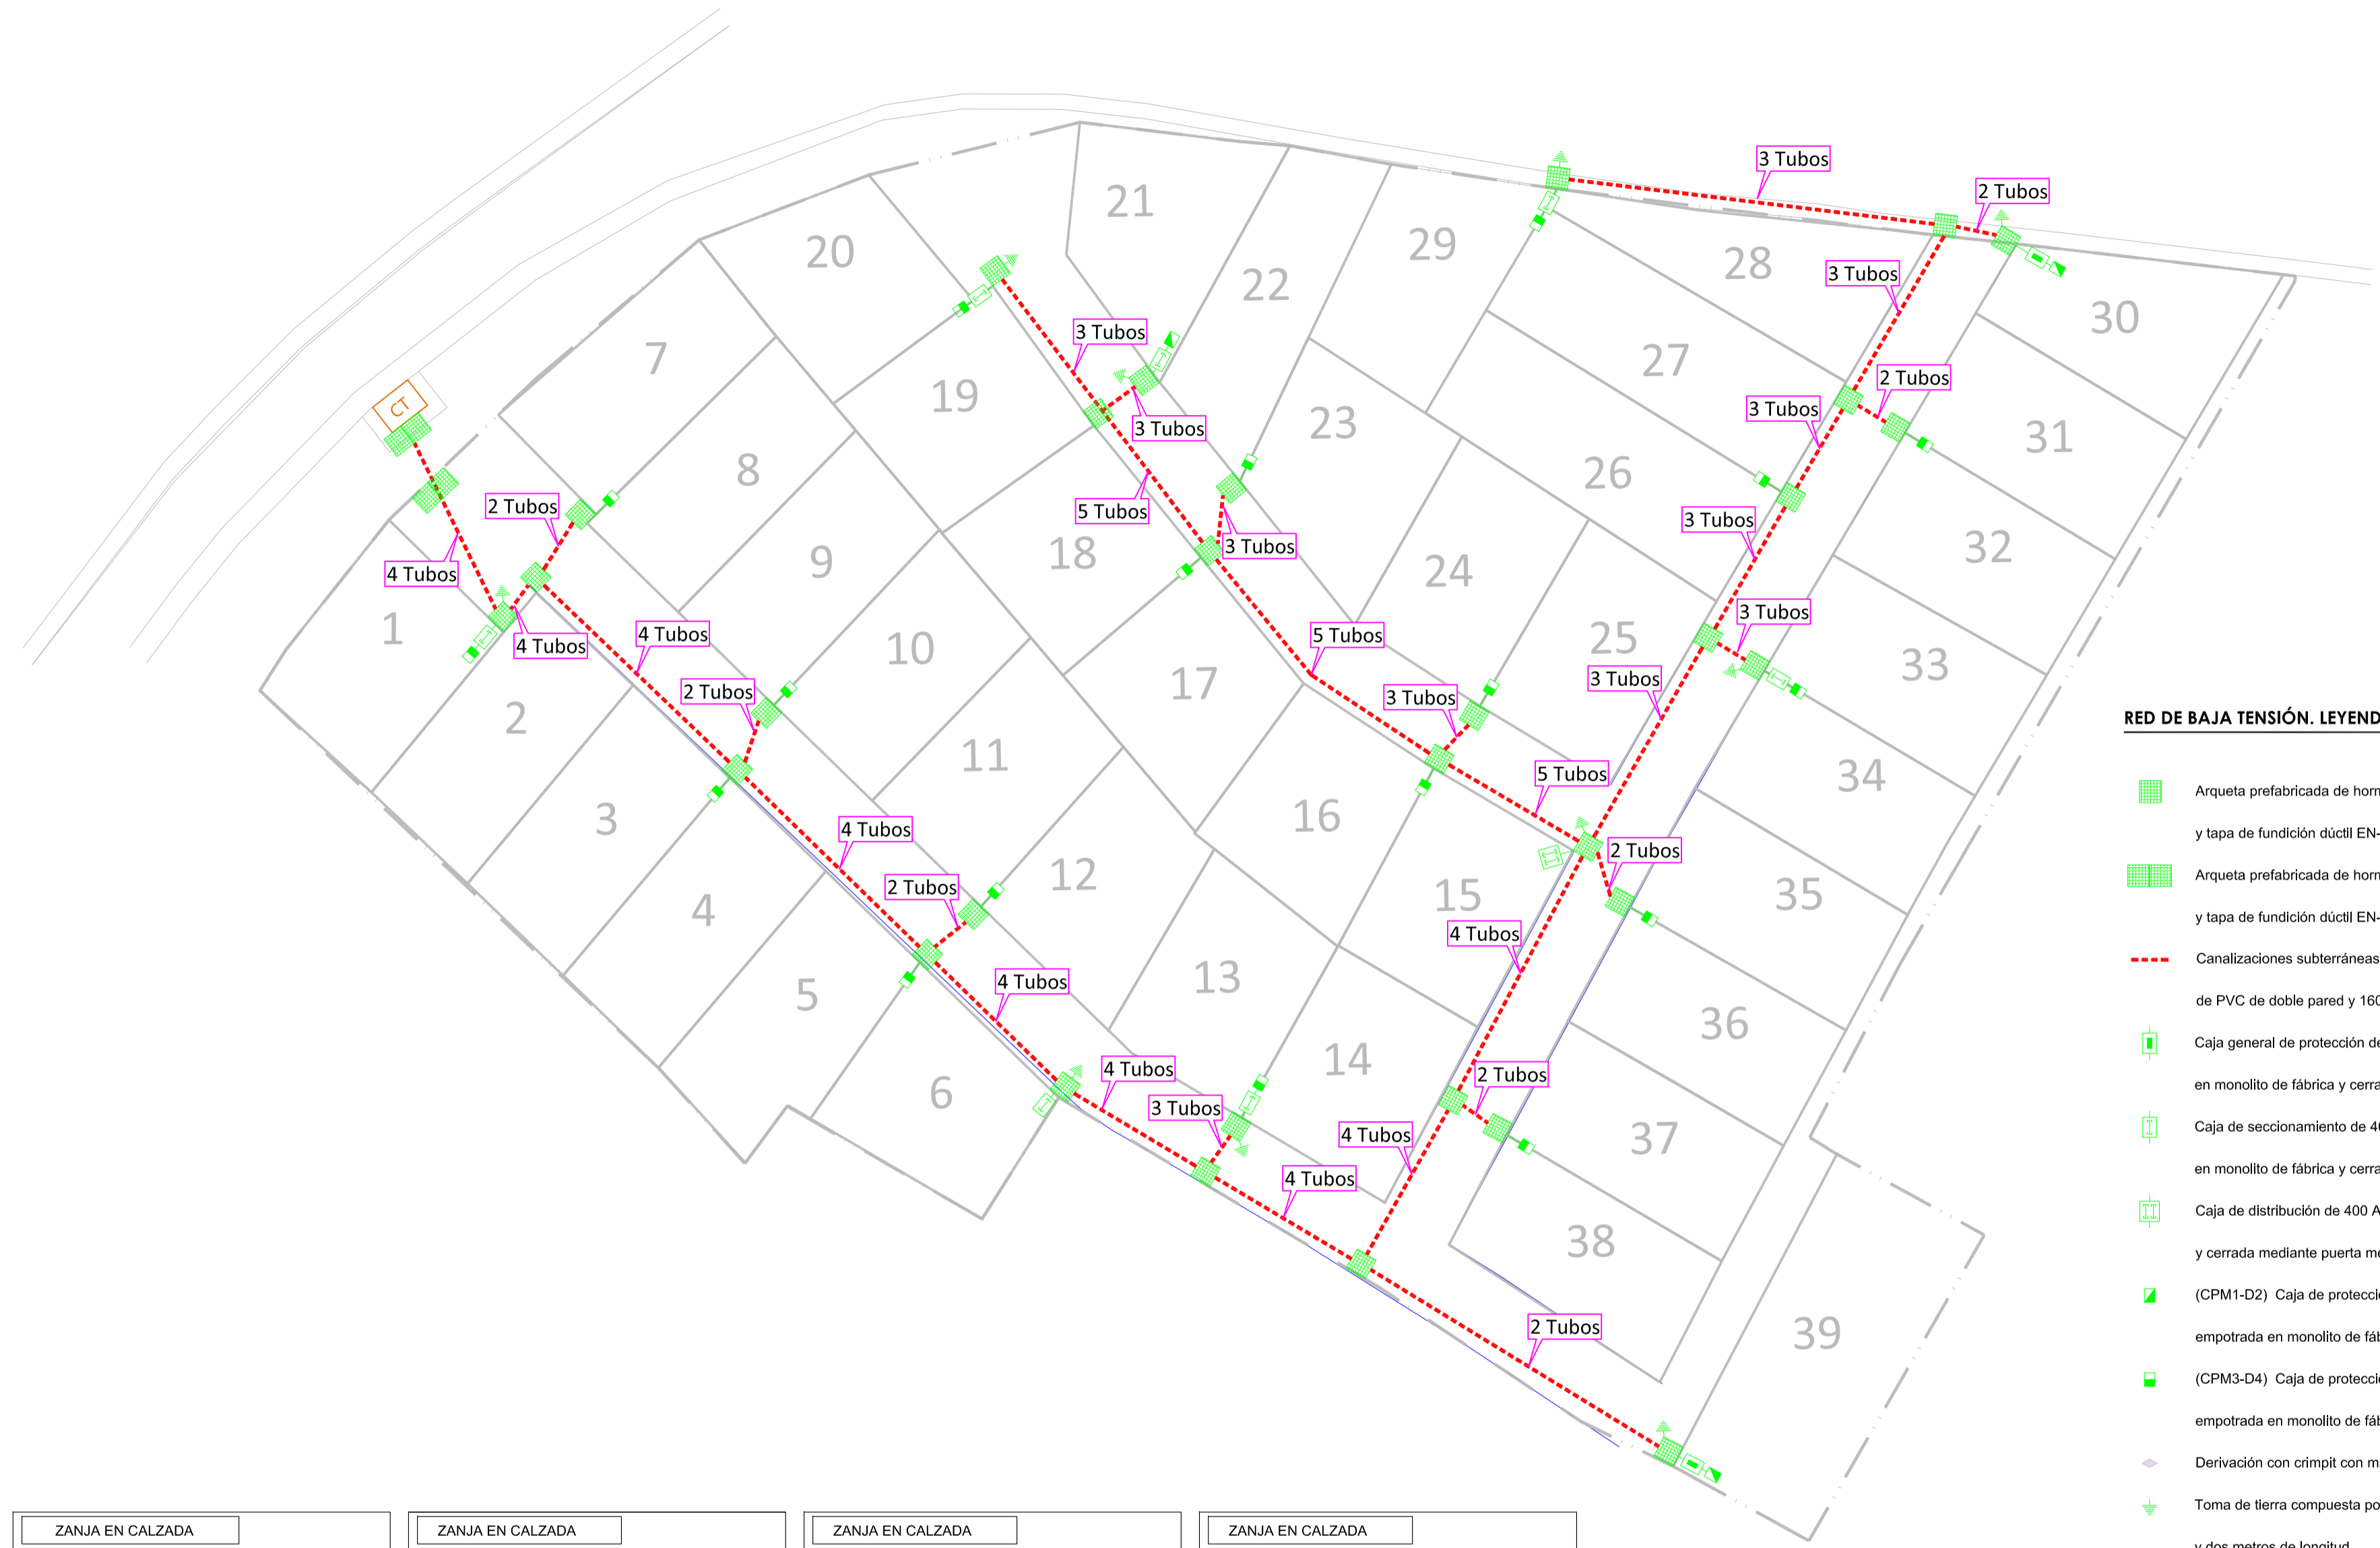 3 Tubos
2 Tubos
21
29
20
22
28
3 Tubos
30
3 Tubos
7
27
2 Tubos
19
CT
3 Tubos
3 Tubos
23
31
8
26
2 Tubos
5 Tubos
3 Tubos
9
18
3 Tubos
24
32
4 Tubos
3 Tubos
1
4 Tubos
4 Tubos
10
5 Tubos
25
33
2 Tubos
17
3 Tubos
3 Tubos
2
11
RED DE BAJA TENSIÓN. LEYEND
5 Tubos
34
3
4 Tubos
16
Arqueta prefabricada de horn
y tapa de fundición dúctil EN-
2 Tubos
2 Tubos
12
15
35
Arqueta prefabricada de horn
y tapa de fundición dúctil EN-
4
4 Tubos
5
4 Tubos
13
Canalizaciones subterráneas
de PVC de doble pared y 160
36
6
4 Tubos
14
2 Tubos
Caja general de protección de
en monolito de fábrica y cerra
3 Tubos
4 Tubos
37
Caja de seccionamiento de 40
en monolito de fábrica y cerra
4 Tubos
38
Caja de distribución de 400 A
y cerrada mediante puerta me
2 Tubos
39
(CPM1-D2) Caja de protecció
empotrada en monolito de fáb
(CPM3-D4) Caja de protecció
empotrada en monolito de fáb
Derivación con crimpit con m
Toma de tierra compuesta po
y dos metros de longitud
ZANJA EN CALZADA
ZANJA EN CALZADA
ZANJA EN CALZADA
ZANJA EN CALZADA